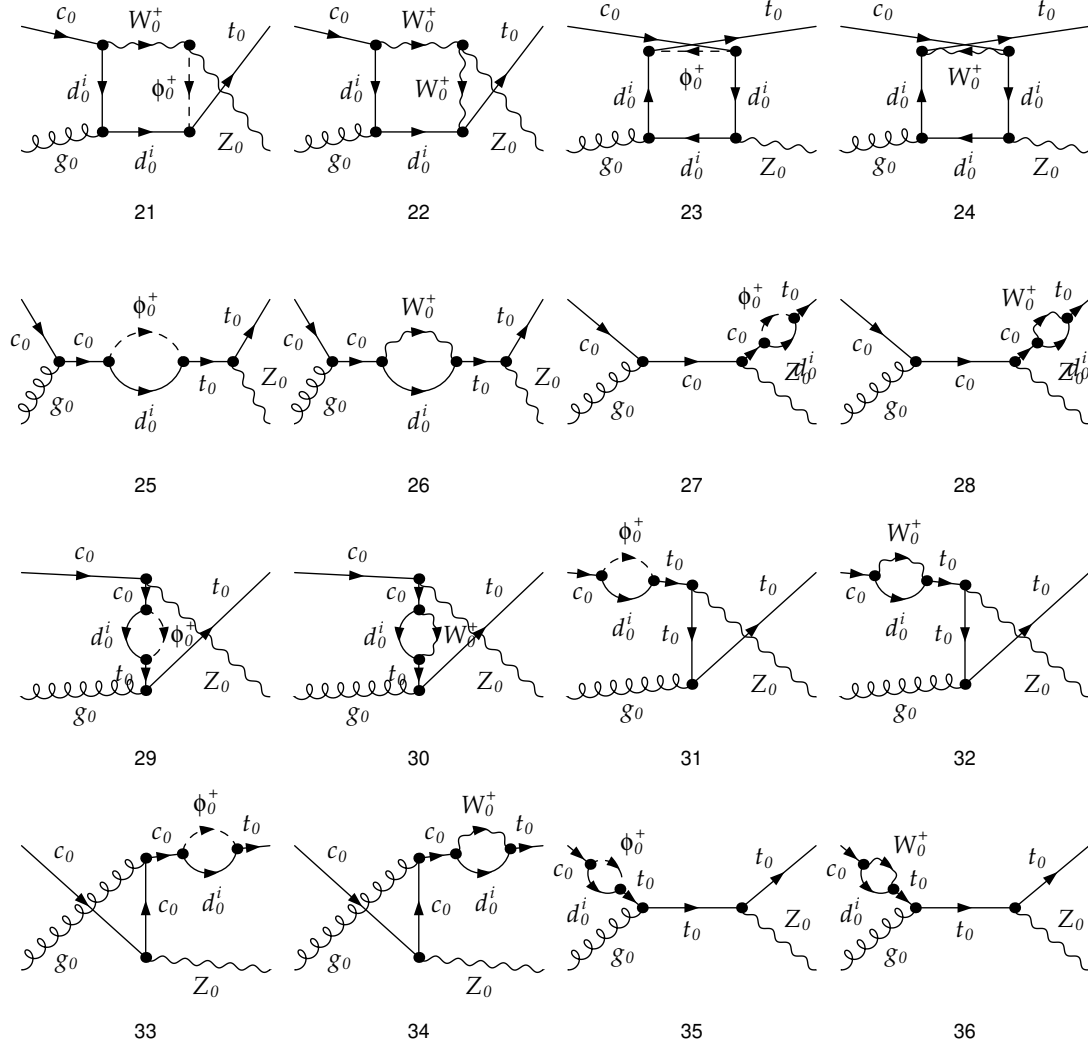 c₀ W₀⁺ t₀ c₀ W₀⁺ t₀ c₀ t₀ c₀ t₀
d₀ⁱ ϕ₀⁺ d₀ⁱ W₀⁺ d₀ⁱ ϕ₀⁺ d₀ⁱ d₀ⁱ W₀⁺ d₀ⁱ
g₀ d₀ⁱ Z₀ g₀ d₀ⁱ Z₀ g₀ d₀ⁱ Z₀ g₀ d₀ⁱ Z₀
21 22 23 24
ϕ₀⁺ t₀ W₀⁺ t₀ ϕ₀⁺ t₀ W₀⁺ t₀
c₀ c₀ c₀ c₀ c₀ c₀ c₀ c₀
g₀ d₀ⁱ t₀ Z₀ g₀ d₀ⁱ t₀ Z₀ g₀ c₀ Z₀ d₀ⁱ g₀ c₀ Z₀ d₀ⁱ
25 26 27 28
c₀ t₀ c₀ t₀ ϕ₀⁺ t₀ t₀ W₀⁺ t₀ t₀
c₀ c₀ c₀ d₀ⁱ c₀ d₀ⁱ
d₀ⁱ ϕ₀⁺ d₀ⁱ W₀⁺ t₀ t₀
t₀ g₀ Z₀ t₀ g₀ Z₀ g₀ Z₀ g₀ Z₀
29 30 31 32
c₀ c₀ ϕ₀⁺ t₀ c₀ c₀ W₀⁺ t₀ ϕ₀⁺ t₀ W₀⁺ t₀
c₀ d₀ⁱ c₀ d₀ⁱ c₀ d₀ⁱ t₀ c₀ d₀ⁱ t₀
g₀ Z₀ g₀ Z₀ g₀ t₀ Z₀ g₀ t₀ Z₀
33 34 35 36